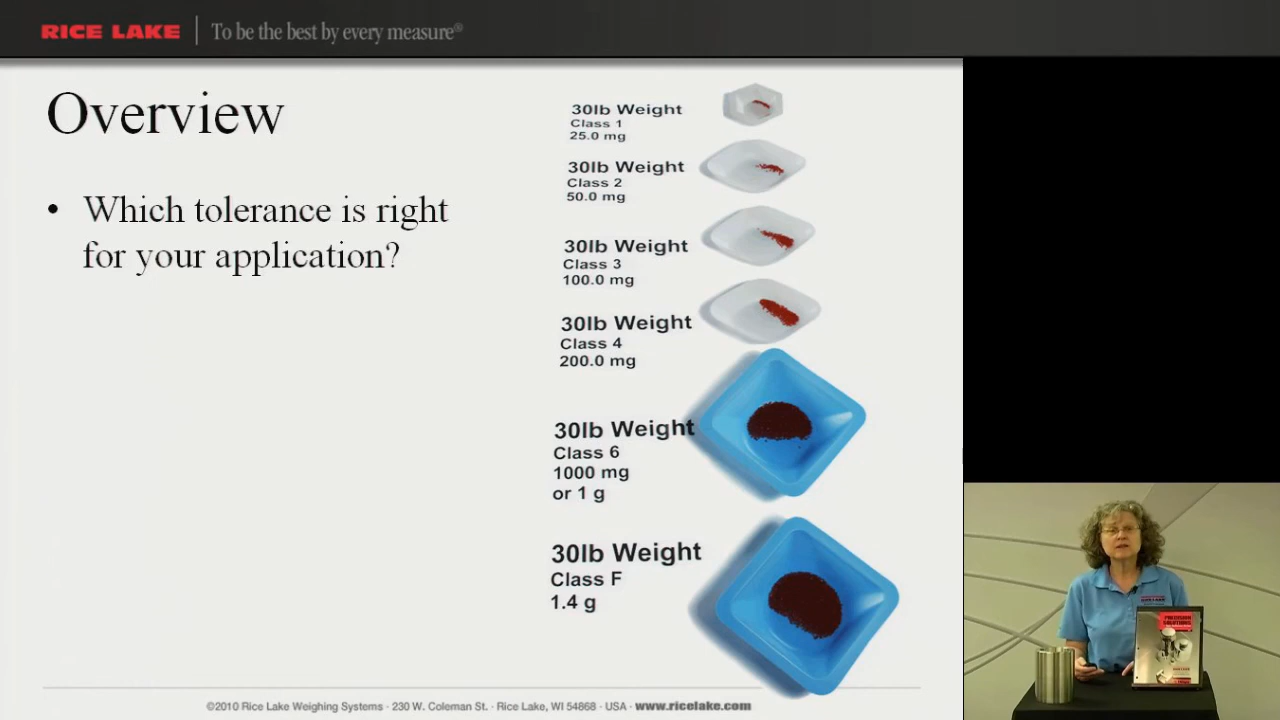 RICE LAKE
To be the best by every measure®
Overview
• Which tolerance is right
for your application?
30lb Weight
Class 1
25.0 mg
30lb Weight
Class 2
50.0 mg
30lb Weight
Class 3
100.0 mg
30lb Weight
Class 4
200.0 mg
30lb Weight
Class 6
1000 mg
or 1 g
30lb Weight
Class F
1.4 g
©2010 Rice Lake Weighing Systems · 230 W. Coleman St. · Rice Lake, WI 54868 · USA · www.ricelake.com
PRECISION
SOLUTIONS